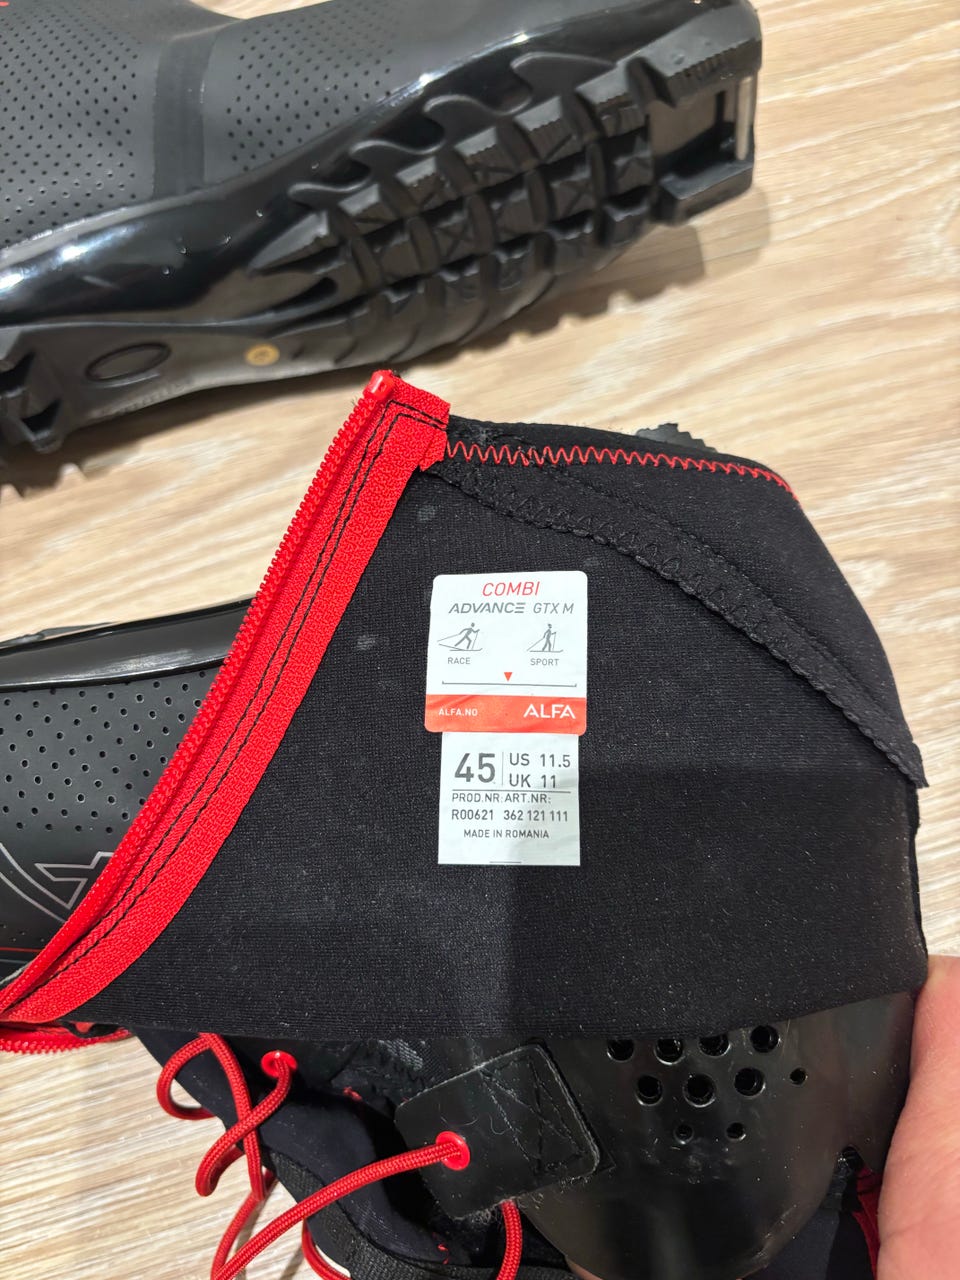 COMBI
ADVANCE GTX M
RACE SPORT
ALFA.NO ALFA
45 US 11.5
UK 11
PROD.NR: ART.NR:
R00621 362 121 111
MADE IN ROMANIA